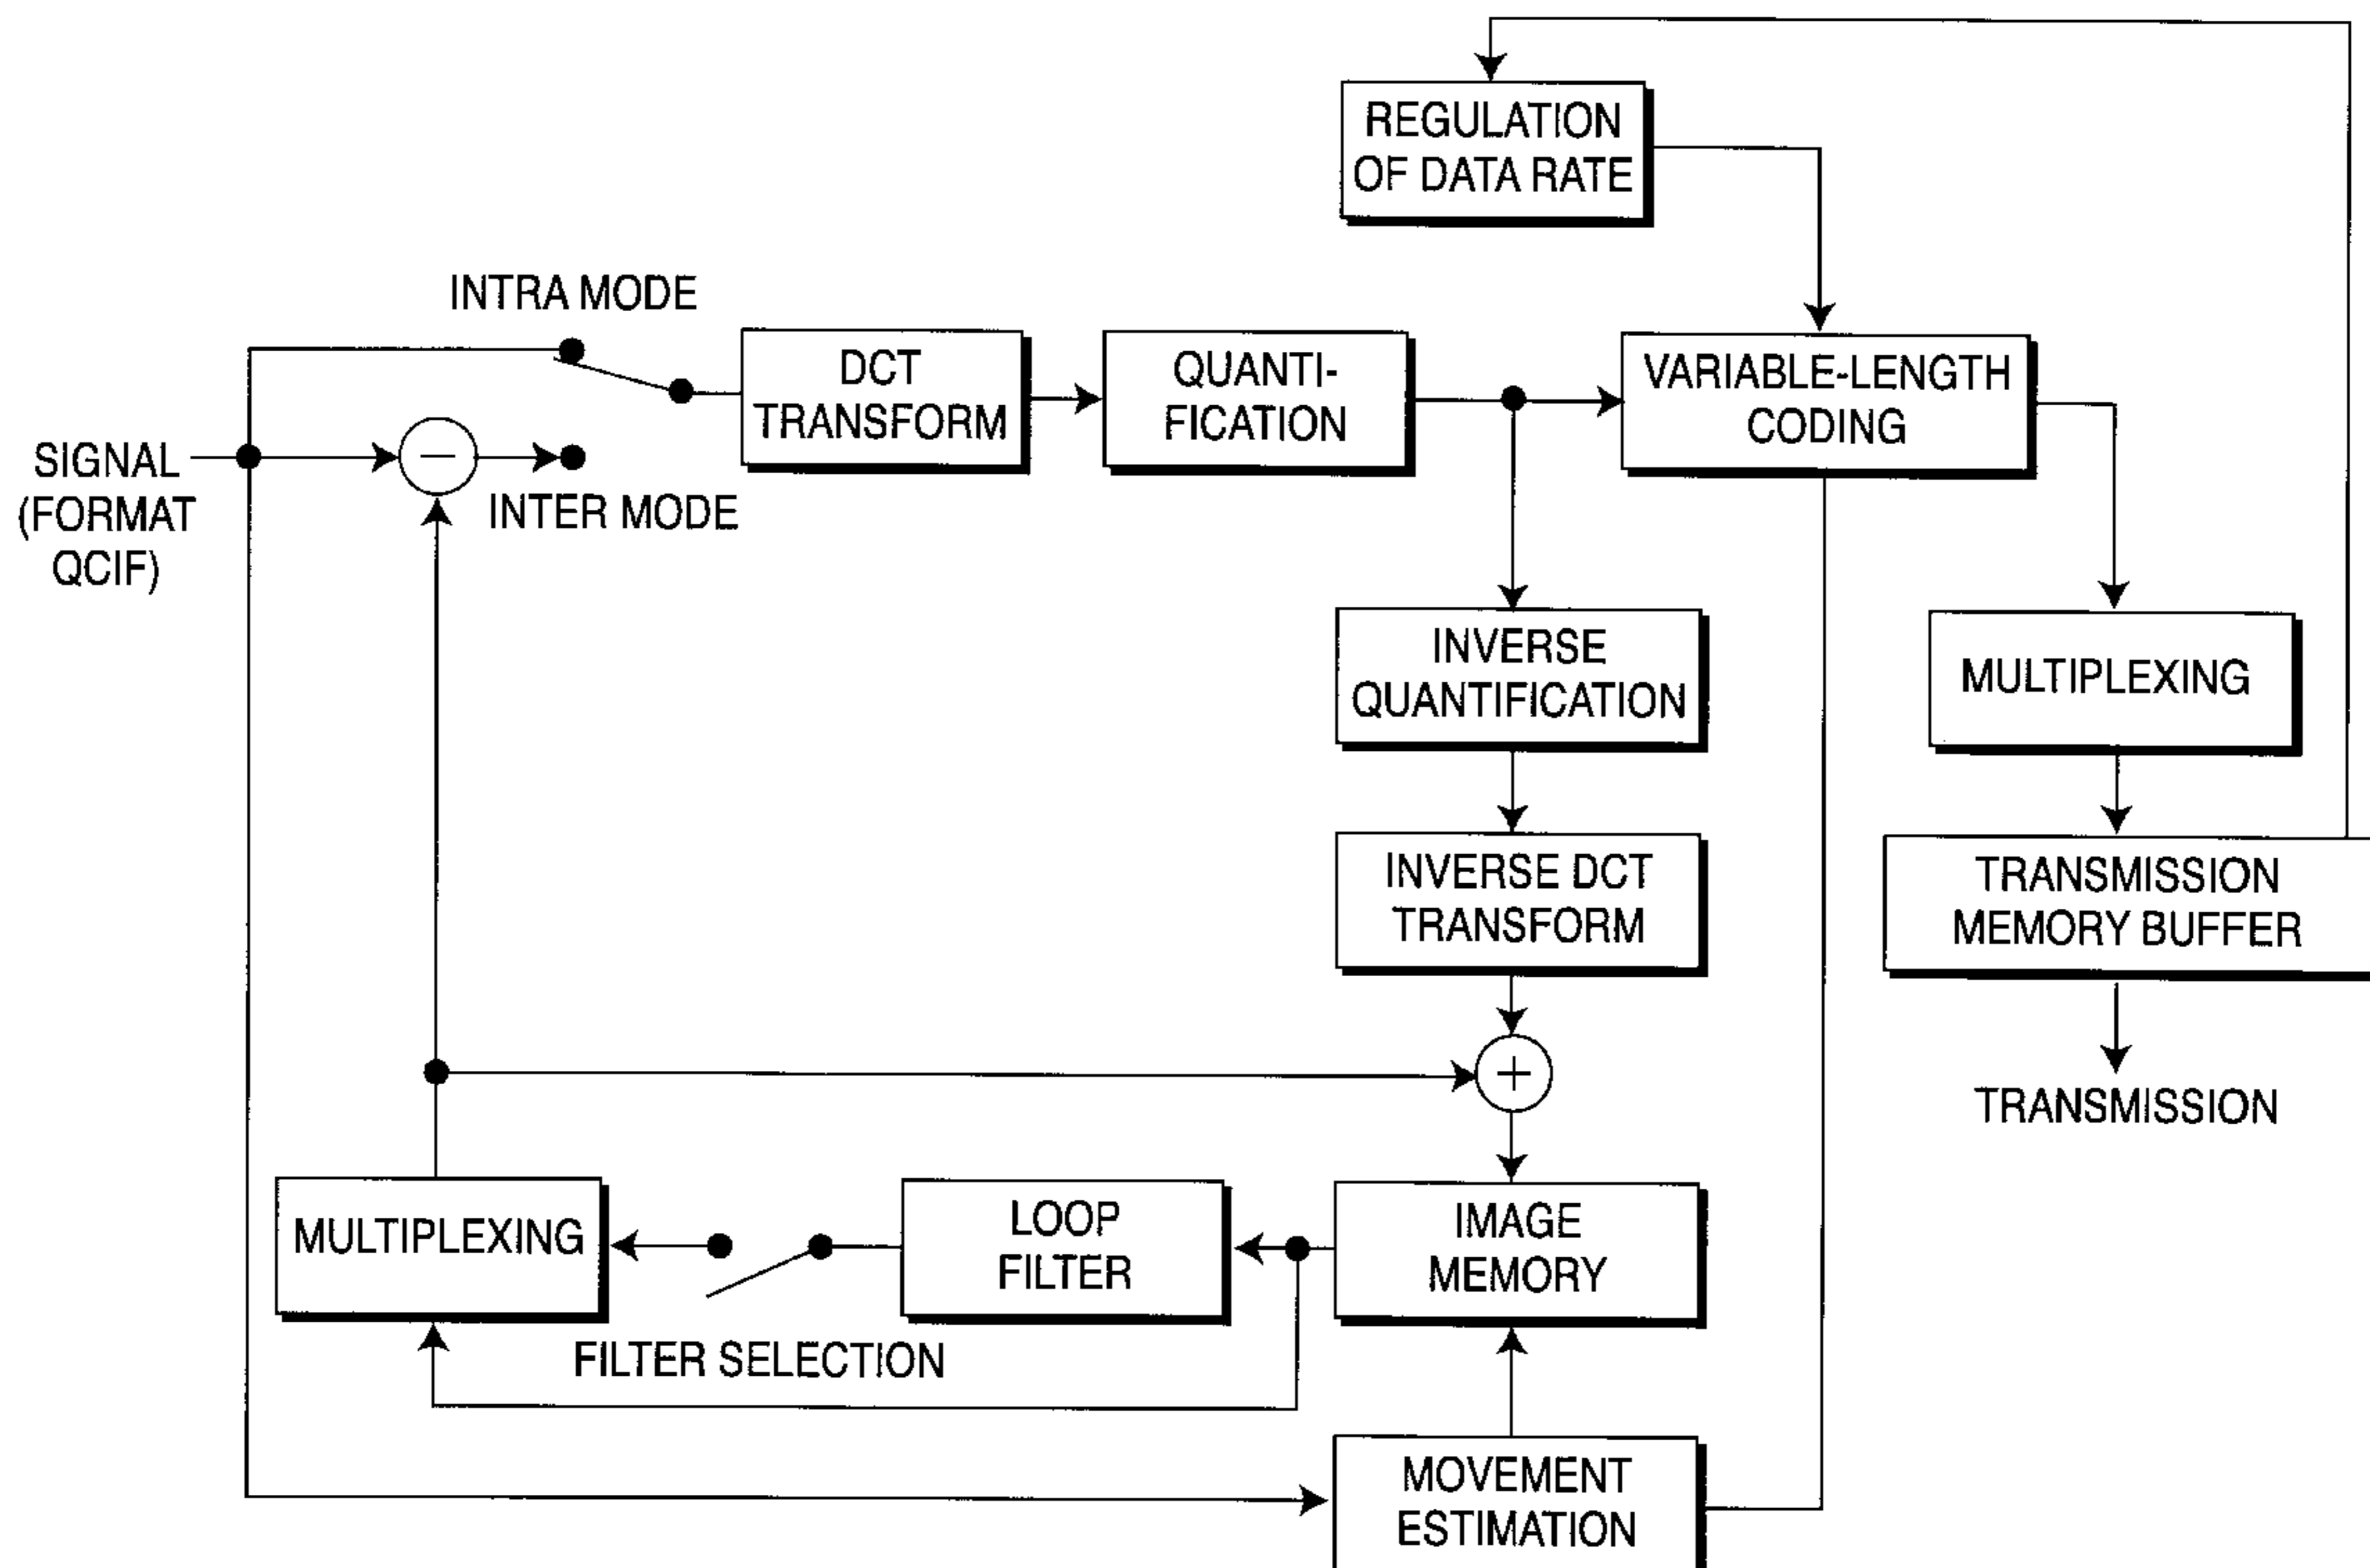 REGULATION
OF DATA RATE
INTRA MODE
DCT
TRANSFORM
QUANTI-
FICATION
VARIABLE-LENGTH
CODING
SIGNAL
(FORMAT
QCIF)
−
INTER MODE
INVERSE
QUANTIFICATION
MULTIPLEXING
INVERSE DCT
TRANSFORM
TRANSMISSION
MEMORY BUFFER
+
TRANSMISSION
MULTIPLEXING
LOOP
FILTER
IMAGE
MEMORY
FILTER SELECTION
MOVEMENT
ESTIMATION